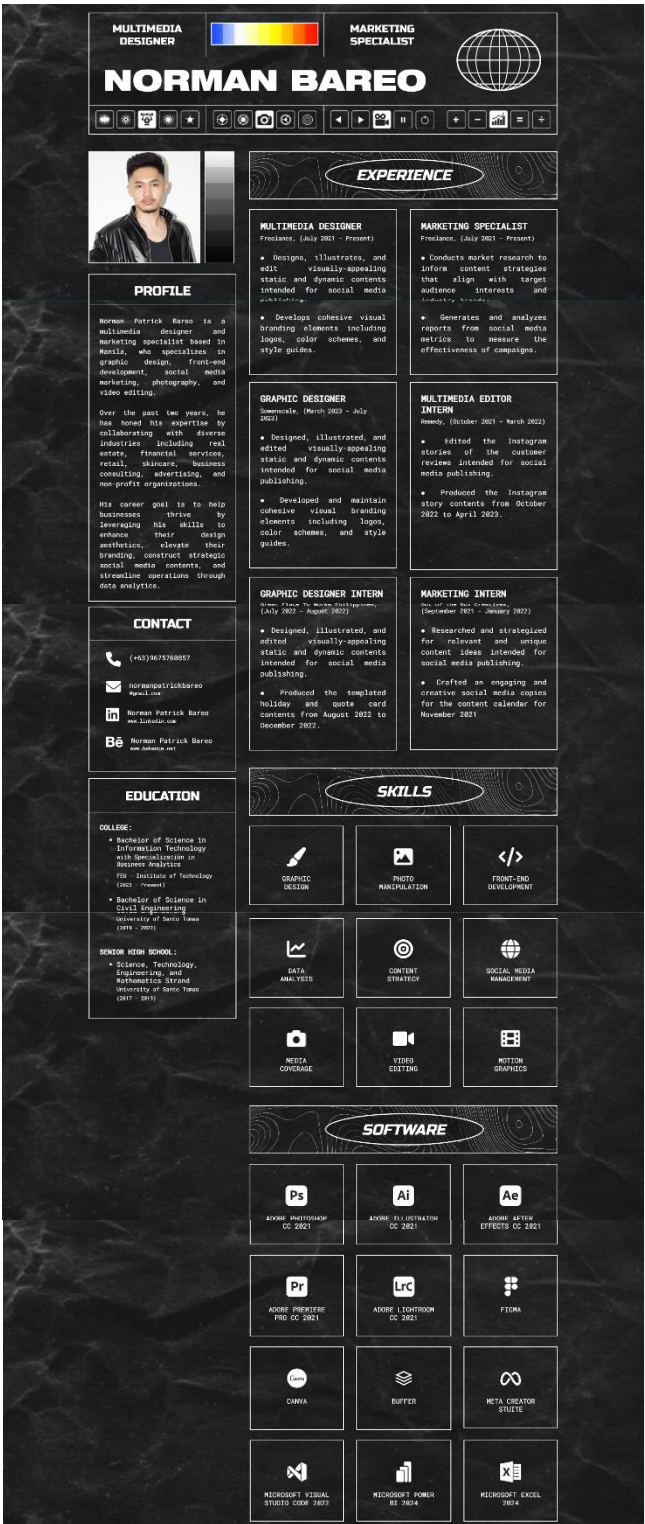 MULTIMEDIA
DESIGNER
MARKETING
SPECIALIST
NORMAN BAREO
PROFILE
Norman Patrick Bareo is a
multimedia designer and
marketing specialist based in
Manila, who specializes in
graphic design, front-end
development, social media
marketing, photography, and
video editing.
Over the past two years, he
has honed his expertise by
collaborating with diverse
industries including real
estate, financial services,
retail, skincare, business
consulting, advertising, and
non-profit organizations.
His career goal is to help
businesses thrive by
leveraging his skills to
enhance their design
aesthetics, elevate their
branding, construct strategic
social media contents, and
streamline operations through
data analytics.
CONTACT
(+63)9675760857
normanpatrickbareo
@gmail.com
in
Norman Patrick Bareo
www.linkedin.com
Bē
Norman Patrick Bareo
www.behance.net
EDUCATION
COLLEGE:
• Bachelor of Science in
Information Technology
with Specialization in
Business Analytics
FEU - Institute of Technology
(2023 - Present)
• Bachelor of Science in
Civil Engineering
University of Santo Tomas
(2019 - 2022)
SENIOR HIGH SCHOOL:
• Science, Technology,
Engineering, and
Mathematics Strand
University of Santo Tomas
(2017 - 2019)
EXPERIENCE
MULTIMEDIA DESIGNER
Freelance, (July 2021 - Present)
• Designs, illustrates, and
edit visually-appealing
static and dynamic contents
intended for social media
publishing.
• Develops cohesive visual
branding elements including
logos, color schemes, and
style guides.
MARKETING SPECIALIST
Freelance, (July 2021 - Present)
• Conducts market research to
inform content strategies
that align with target
audience interests and
industry trends.
• Generates and analyzes
reports from social media
metrics to measure the
effectiveness of campaigns.
GRAPHIC DESIGNER
(March 2023 - July
2023)
• Designed, illustrated, and
edited visually-appealing
static and dynamic contents
intended for social media
publishing.
• Developed and maintain
cohesive visual branding
elements including logos,
color schemes, and style
guides.
MULTIMEDIA EDITOR
INTERN
Remedy, (October 2021 - March 2022)
• Edited the Instagram
stories of the customer
reviews intended for social
media publishing.
• Produced the Instagram
story contents from October
2022 to April 2023.
GRAPHIC DESIGNER INTERN
(July 2022 - August 2022)
• Designed, illustrated, and
edited visually-appealing
static and dynamic contents
intended for social media
publishing.
• Produced the templated
holiday and quote card
contents from August 2022 to
December 2022.
MARKETING INTERN
(September 2021 - January 2022)
• Researched and strategized
for relevant and unique
content ideas intended for
social media publishing.
• Crafted an engaging and
creative social media copies
for the content calendar for
November 2021
SKILLS
GRAPHIC
DESIGN
PHOTO
MANIPULATION
FRONT-END
DEVELOPMENT
DATA
ANALYSIS
CONTENT
STRATEGY
SOCIAL MEDIA
MANAGEMENT
MEDIA
COVERAGE
VIDEO
EDITING
MOTION
GRAPHICS
SOFTWARE
Ps
ADOBE PHOTOSHOP
CC 2021
Ai
ADOBE ILLUSTRATOR
CC 2021
Ae
ADOBE AFTER
EFFECTS CC 2021
Pr
ADOBE PREMIERE
PRO CC 2021
LrC
ADOBE LIGHTROOM
CC 2021
FIGMA
Canva
CANVA
BUFFER
META CREATOR
STUITE
MICROSOFT VISUAL
STUDIO CODE 2022
MICROSOFT POWER
BI 2024
X
MICROSOFT EXCEL
2024